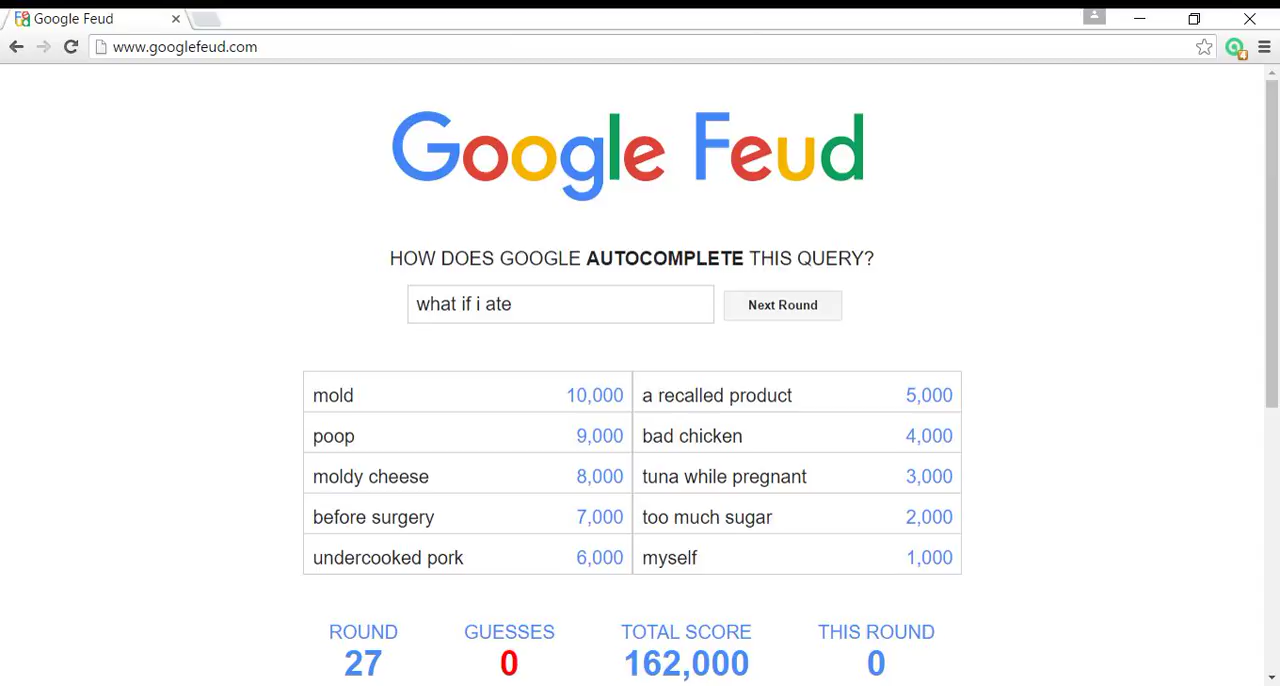 Google Feud
www.googlefeud.com
Google Feud
HOW DOES GOOGLE AUTOCOMPLETE THIS QUERY?
what if i ate Next Round
mold 10,000 a recalled product 5,000
poop 9,000 bad chicken 4,000
moldy cheese 8,000 tuna while pregnant 3,000
before surgery 7,000 too much sugar 2,000
undercooked pork 6,000 myself 1,000
ROUND GUESSES TOTAL SCORE THIS ROUND
27 0 162,000 0